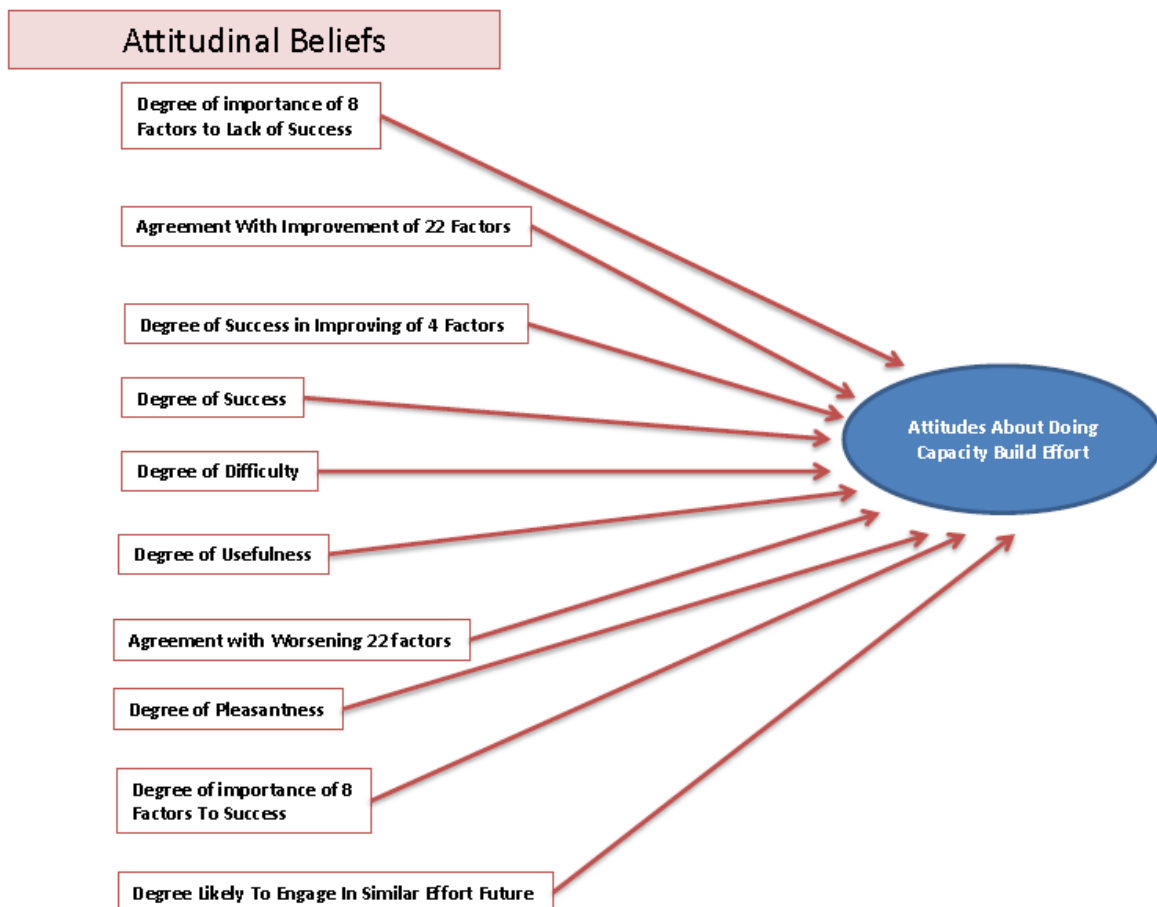 Attitudinal Beliefs
Degree of importance of 8
Factors to Lack of Success
Agreement With Improvement of 22 Factors
Degree of Success in Improving of 4 Factors
Degree of Success
Degree of Difficulty
Degree of Usefulness
Agreement with Worsening 22 factors
Degree of Pleasantness
Degree of importance of 8
Factors To Success
Degree Likely To Engage In Similar Effort Future
Attitudes About Doing
Capacity Build Effort